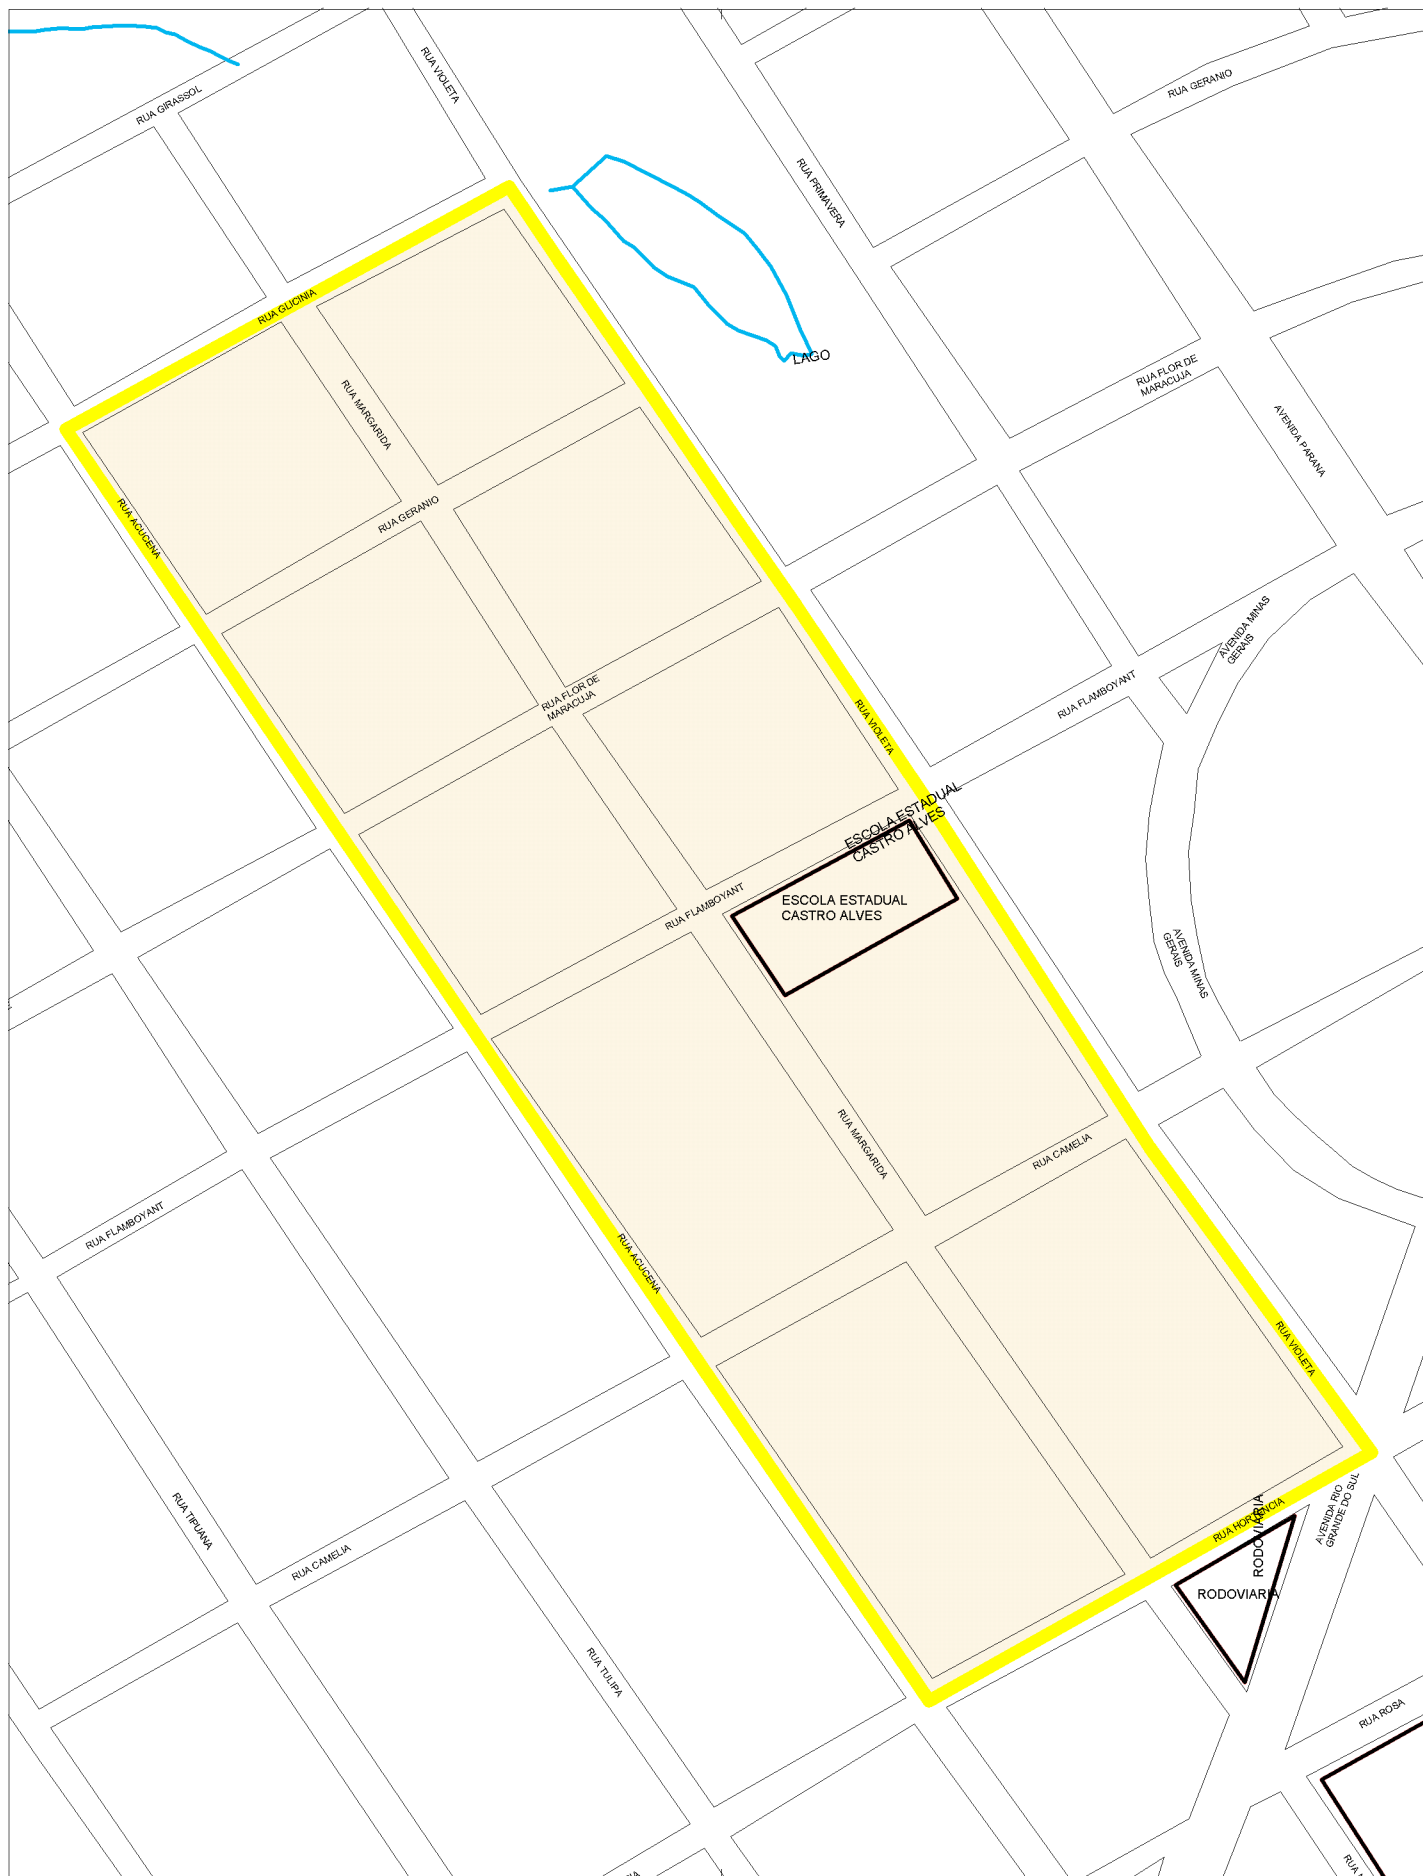 RUA VIOLETA
RUA GIRASSOL
RUA GERANIO
RUA PRIMAVERA
RUA GLICINIA
LAGO
RUA FLOR DE
MARACUJA
RUA MARGARIDA
AVENIDA PARANA
RUA ACUCENA
RUA GERANIO
AVENIDA MINAS
GERAIS
RUA FLOR DE
MARACUJA
RUA FLAMBOYANT
RUA VIOLETA
ESCOLA ESTADUAL
CASTRO ALVES
RUA FLAMBOYANT
ESCOLA ESTADUAL
CASTRO ALVES
AVENIDA MINAS
GERAIS
RUA MARGARIDA
RUA CAMELIA
RUA FLAMBOYANT
RUA ACUCENA
RUA VIOLETA
RUA TIPUANA
RUA HORTENCIA
AVENIDA RIO
GRANDE DO SUL
RODOVIARIA
RUA CAMELIA
RODOVIARIA
RUA TULIPA
RUA ROSA